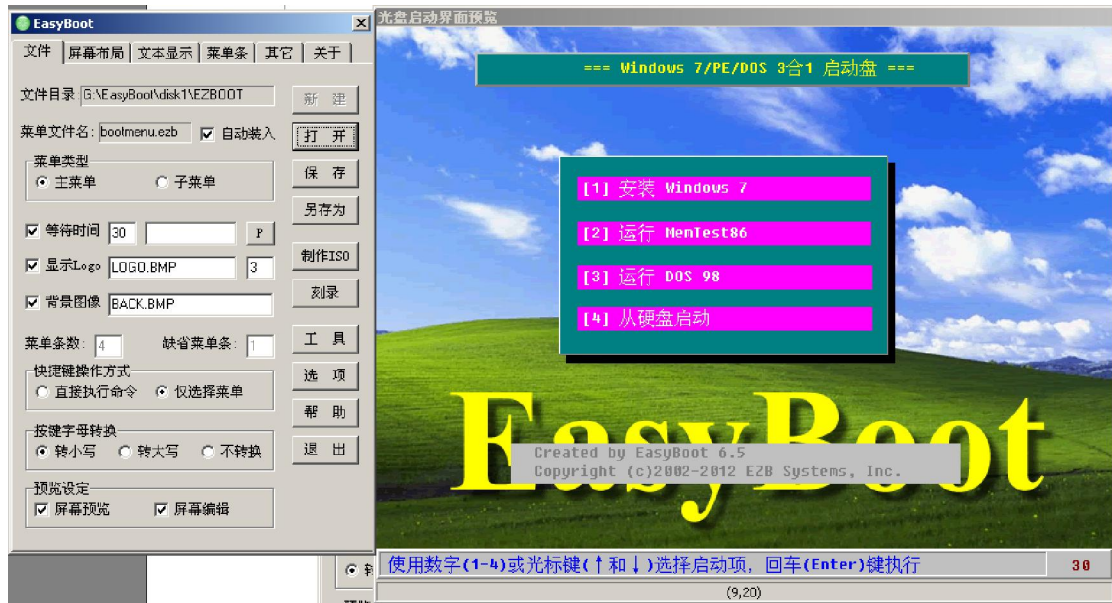 EasyBoot
文件 屏幕布局 文本显示 菜单条 其它 关于
文件目录 G:\EasyBoot\disk1\EZBOOT
新 建
菜单文件名: bootmenu.ezb 自动装入
打 开
菜单类型
主菜单 子菜单
保 存
另存为
等待时间 30 P
显示Logo LOGO.BMP 3
制作ISO
背景图像 BACK.BMP
刻录
菜单条数: 4 缺省菜单条: 1
工 具
快捷键操作方式
直接执行命令 仅选择菜单
选 项
帮 助
按键字母转换
转小写 转大写 不转换
退 出
预览设定
屏幕预览 屏幕编辑
光盘启动界面预览
=== Windows 7/PE/DOS 3合1 启动盘 ===
[1] 安装 Windows 7
[2] 运行 MemTest86
[3] 运行 DOS 98
[4] 从硬盘启动
EasyBoot
Created by EasyBoot 6.5
Copyright (c)2002-2012 EZB Systems, Inc.
使用数字(1-4)或光标键(↑和↓)选择启动项, 回车(Enter)键执行 30
(9,20)